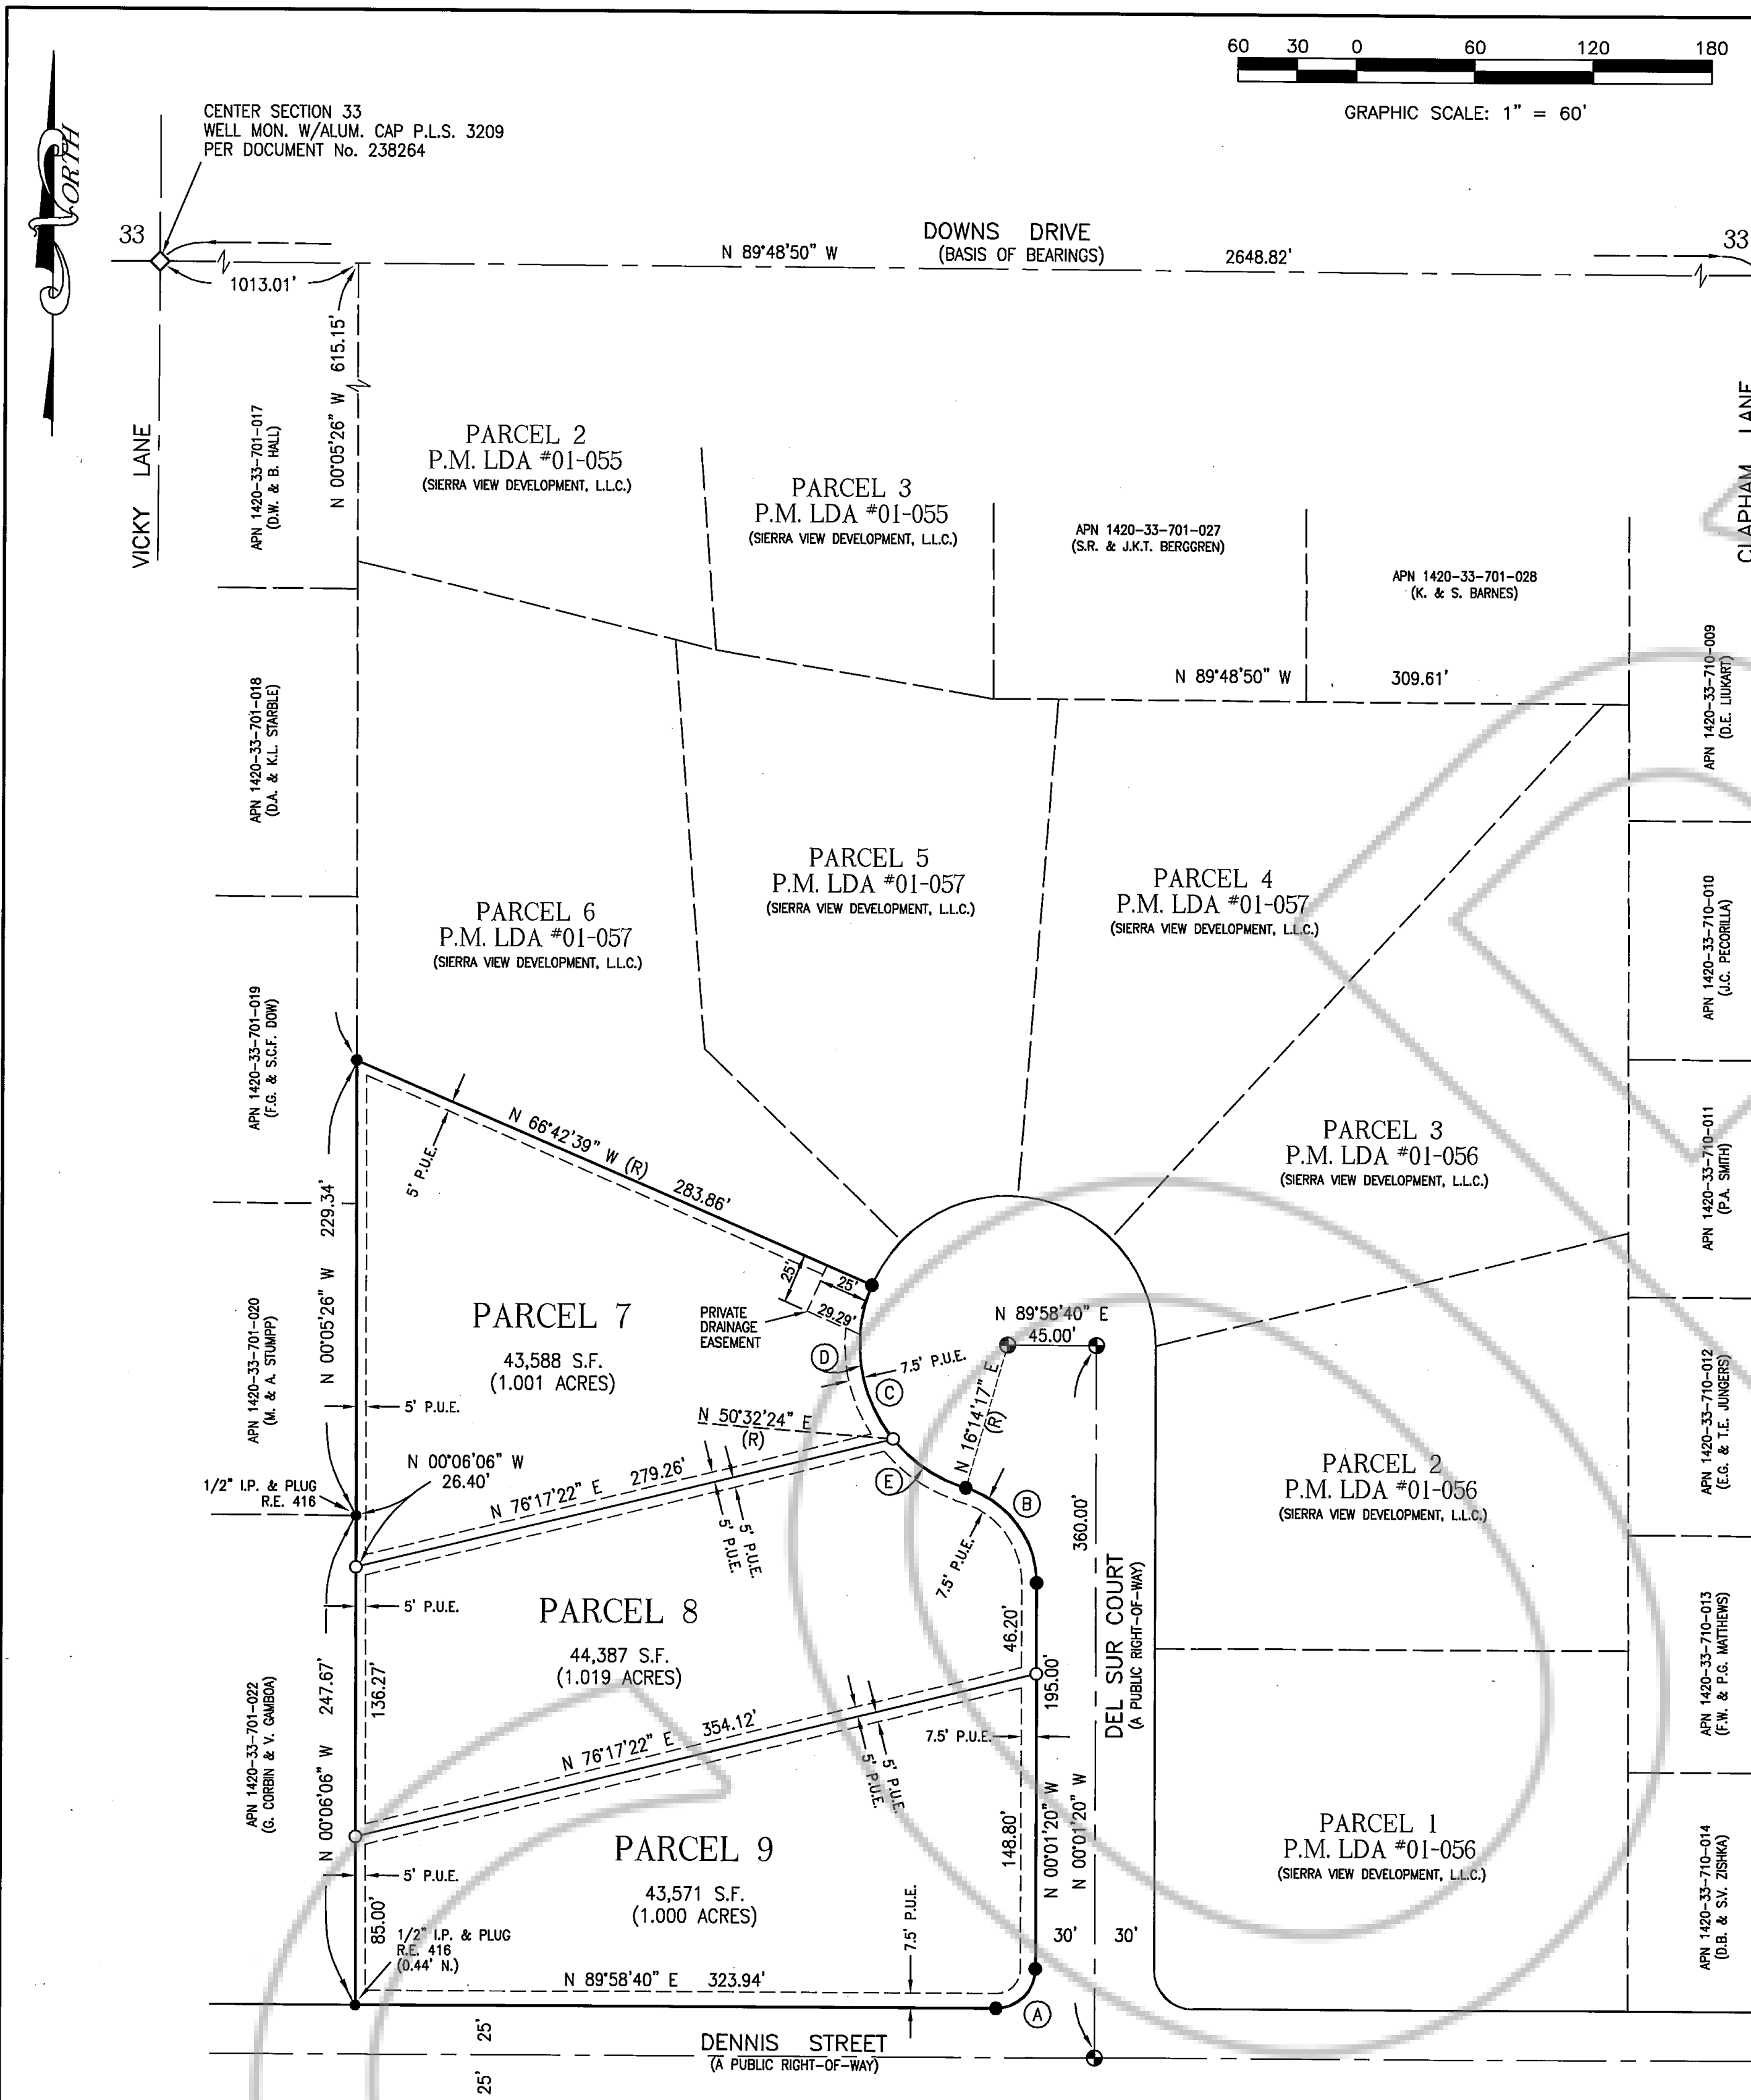 60 30 0 60 120 180
GRAPHIC SCALE: 1" = 60'
NORTH
CENTER SECTION 33
WELL MON. W/ALUM. CAP P.L.S. 3209
PER DOCUMENT No. 238264
33
DOWNS DRIVE
(BASIS OF BEARINGS)
N 89°48'50" W
2648.82'
33
1013.01'
N 00°05'26" W 615.15'
VICKY LANE
CLAPHAM LANE
APN 1420-33-701-017
(D.W. & B. HALL)
PARCEL 2
P.M. LDA #01-055
(SIERRA VIEW DEVELOPMENT, L.L.C.)
PARCEL 3
P.M. LDA #01-055
(SIERRA VIEW DEVELOPMENT, L.L.C.)
APN 1420-33-701-027
(S.R. & J.K.T. BERGGREN)
APN 1420-33-701-028
(K. & S. BARNES)
N 89°48'50" W 309.61'
APN 1420-33-710-009
(D.E. LIUKART)
APN 1420-33-701-018
(D.A. & K.L. STARBLE)
PARCEL 6
P.M. LDA #01-057
(SIERRA VIEW DEVELOPMENT, L.L.C.)
PARCEL 5
P.M. LDA #01-057
(SIERRA VIEW DEVELOPMENT, L.L.C.)
PARCEL 4
P.M. LDA #01-057
(SIERRA VIEW DEVELOPMENT, L.L.C.)
APN 1420-33-710-010
(J.C. PECORILLA)
APN 1420-33-701-019
(F.G. & S.C.F. DOW)
N 66°42'39" W (R)
283.86'
5' P.U.E.
PARCEL 3
P.M. LDA #01-056
(SIERRA VIEW DEVELOPMENT, L.L.C.)
APN 1420-33-710-011
(P.A. SMITH)
N 00°05'26" W 229.34'
25'
25'
29.29'
PRIVATE
DRAINAGE
EASEMENT
PARCEL 7
43,588 S.F.
(1.001 ACRES)
N 89°58'40" E
45.00'
D
7.5' P.U.E.
C
N 16°14'17" E
(R)
APN 1420-33-701-020
(M. & A. STUMPP)
5' P.U.E.
N 50°32'24" E
(R)
APN 1420-33-710-012
(E.G. & T.E. JUNGERS)
N 00°06'06" W
26.40'
1/2" I.P. & PLUG
R.E. 416
N 76°17'22" E 279.26'
5' P.U.E.
5' P.U.E.
E
B
7.5' P.U.E.
360.00'
PARCEL 2
P.M. LDA #01-056
(SIERRA VIEW DEVELOPMENT, L.L.C.)
5' P.U.E.
PARCEL 8
44,387 S.F.
(1.019 ACRES)
46.20'
195.00'
DEL SUR COURT
(A PUBLIC RIGHT-OF-WAY)
APN 1420-33-710-013
(F.W. & P.G. MATTHEWS)
APN 1420-33-701-022
(G. CORBIN & V. GAMBOA)
N 00°06'06" W 247.67'
136.27'
N 76°17'22" E 354.12'
5' P.U.E.
5' P.U.E.
7.5' P.U.E.
148.80'
N 00°01'20" W
N 00°01'20" W
PARCEL 9
43,571 S.F.
(1.000 ACRES)
5' P.U.E.
85.00'
1/2" I.P. & PLUG
R.E. 416
(0.44' N.)
7.5' P.U.E.
30' 30'
PARCEL 1
P.M. LDA #01-056
(SIERRA VIEW DEVELOPMENT, L.L.C.)
APN 1420-33-710-014
(D.B. & S.V. ZISHKA)
N 89°58'40" E 323.94'
A
25'
25'
DENNIS STREET
(A PUBLIC RIGHT-OF-WAY)